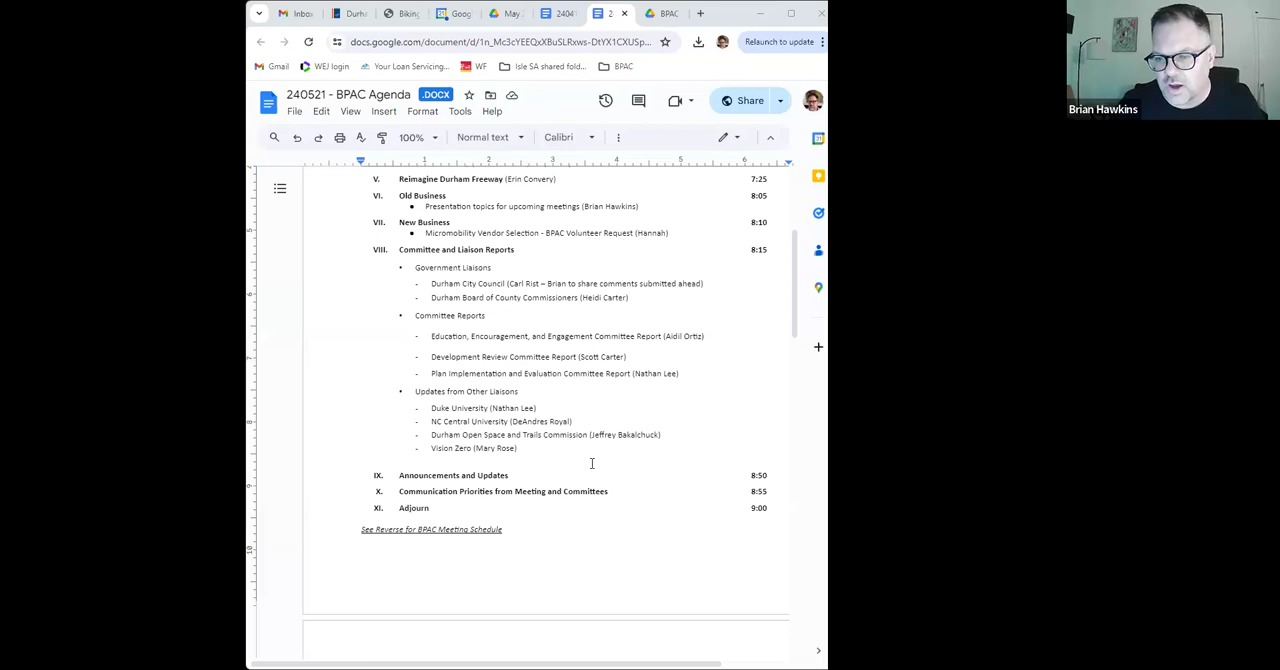 Inbox
Durha
Biking
Goog
May
2404
2
BPAC
docs.google.com/document/d/1n_Mc3cYEEQxXBuSLRxws-DtYX1CXUSp...
Relaunch to update
Gmail
WEJ login
Your Loan Servicing...
WF
Isle SA shared fold...
BPAC
Brian Hawkins
240521 - BPAC Agenda
.DOCX
Share
File Edit View Insert Format Tools Help
100%
Normal text
Calibri
1 2 3 4 5 6
V. Reimagine Durham Freeway (Erin Convery) 7:25
VI. Old Business 8:05
● Presentation topics for upcoming meetings (Brian Hawkins)
VII. New Business 8:10
● Micromobility Vendor Selection - BPAC Volunteer Request (Hannah)
VIII. Committee and Liaison Reports 8:15
• Government Liaisons
- Durham City Council (Carl Rist – Brian to share comments submitted ahead)
- Durham Board of County Commissioners (Heidi Carter)
• Committee Reports
- Education, Encouragement, and Engagement Committee Report (Aidil Ortiz)
- Development Review Committee Report (Scott Carter)
- Plan Implementation and Evaluation Committee Report (Nathan Lee)
• Updates from Other Liaisons
- Duke University (Nathan Lee)
- NC Central University (DeAndres Royal)
- Durham Open Space and Trails Commission (Jeffrey Bakalchuck)
- Vision Zero (Mary Rose)
IX. Announcements and Updates 8:50
X. Communication Priorities from Meeting and Committees 8:55
XI. Adjourn 9:00
See Reverse for BPAC Meeting Schedule